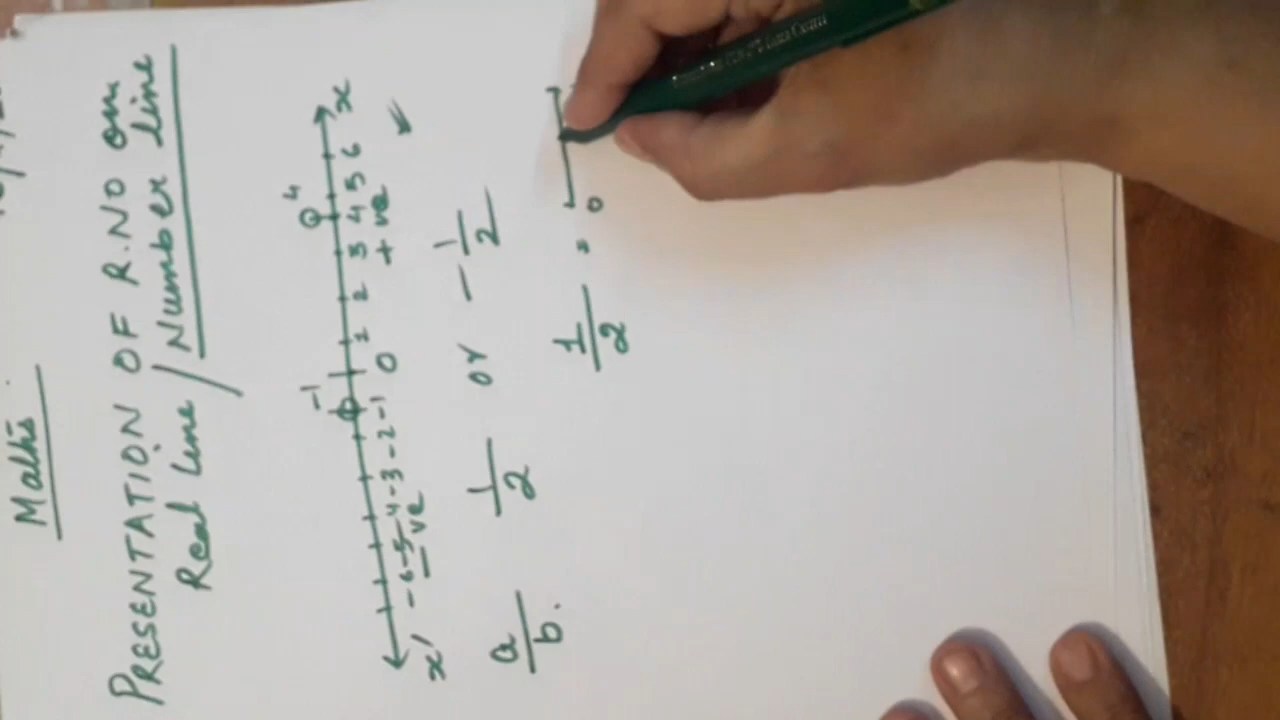 Maths
PRESENTATION OF R.NO on
Real line / Number line
-1 4
x' -6 -5 -4 -3 -2 -1 0 1 2 3 4 5 6 x
-ve +ve
a/b. 1/2 or -1/2
1/2 = 0